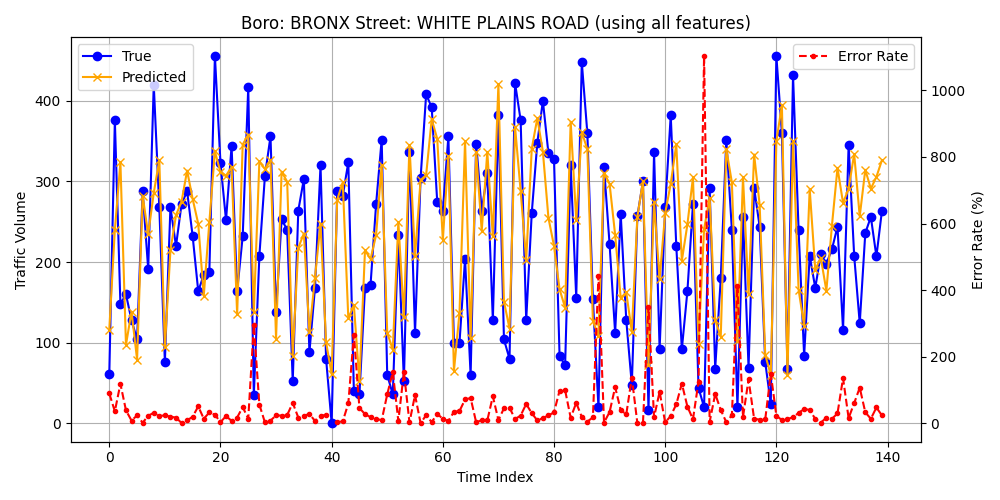 Boro: BRONX Street: WHITE PLAINS ROAD (using all features)
True
Predicted
Error Rate
400
300
200
100
0
1000
800
600
400
200
0
Traffic Volume
Error Rate (%)
0 20 40 60 80 100 120 140
Time Index